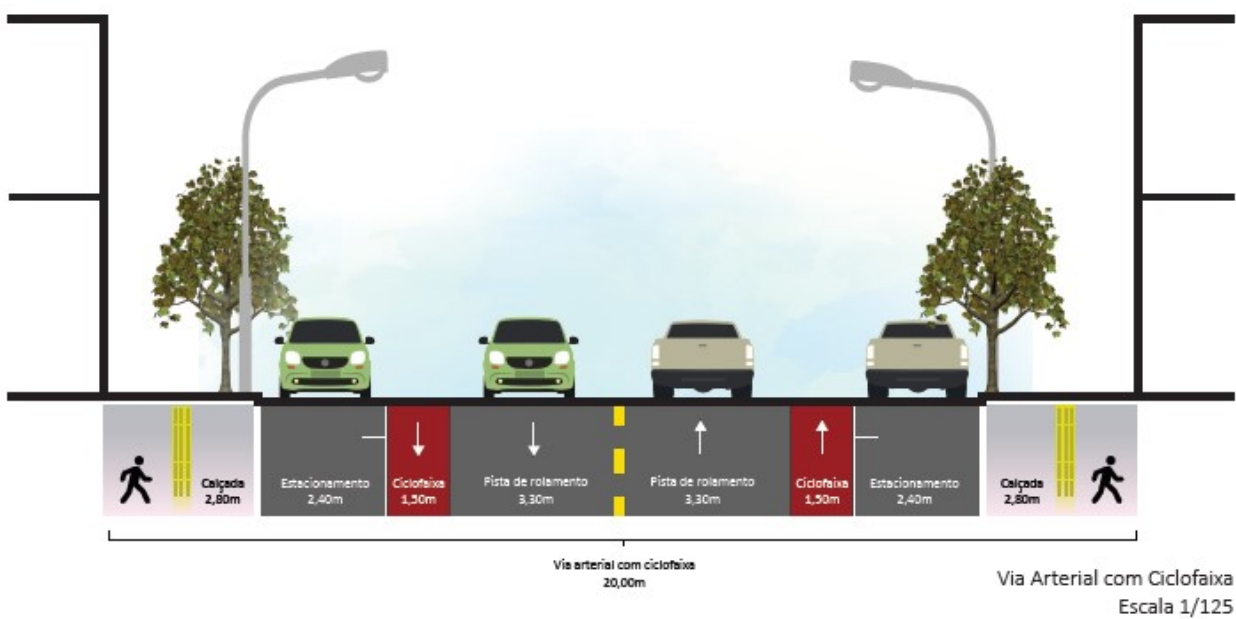 Calçada
2,80m
Estacionamento
2,40m
Ciclofaixa
1,50m
Pista de rolamento
3,30m
Pista de rolamento
3,30m
Ciclofaixa
1,50m
Estacionamento
2,40m
Calçada
2,80m
Via arterial com ciclofaixa
20,00m
Via Arterial com Ciclofaixa
Escala 1/125